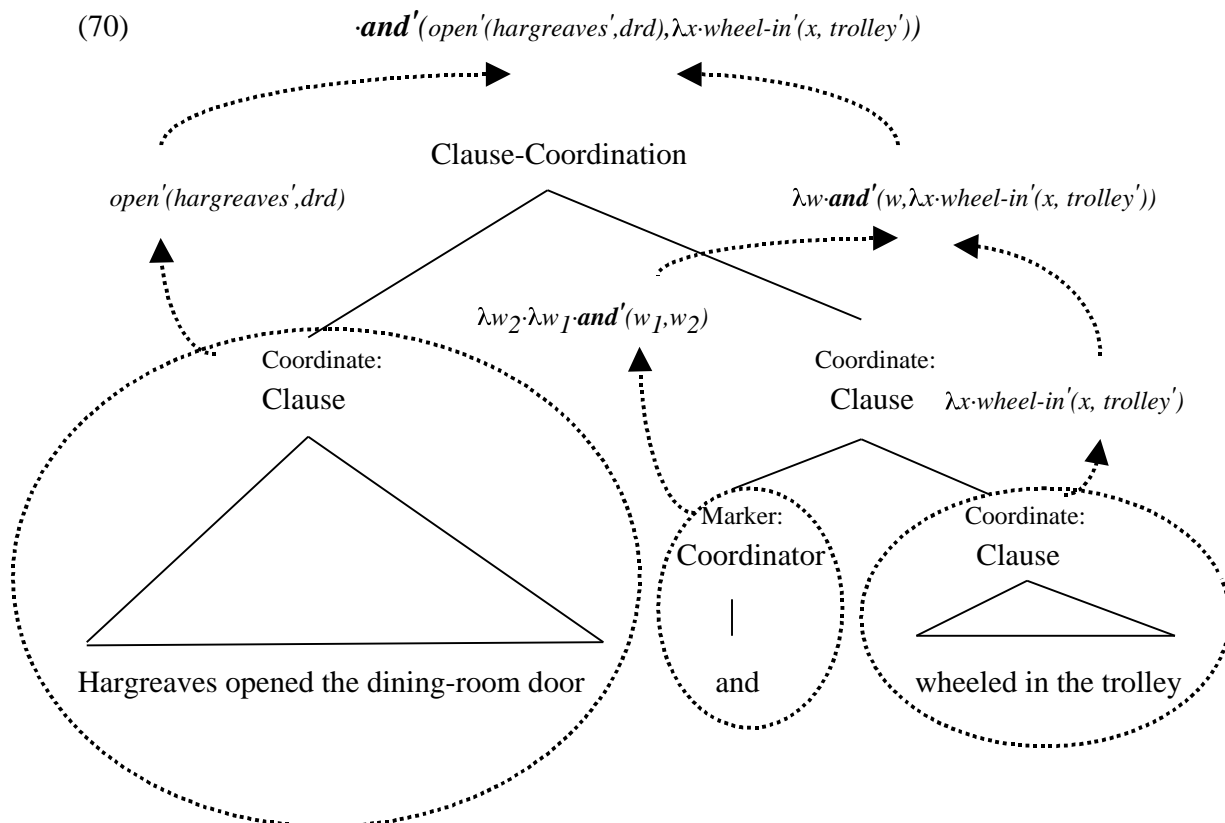 (70) ·and′(open′(hargreaves′,drd),λx·wheel-in′(x, trolley′))
Clause-Coordination
open′(hargreaves′,drd) λw·and′(w,λx·wheel-in′(x, trolley′))
λw₂·λw₁·and′(w₁,w₂)
Coordinate: Coordinate:
Clause Clause λx·wheel-in′(x, trolley′)
Marker: Coordinate:
Coordinator Clause
Hargreaves opened the dining-room door and wheeled in the trolley